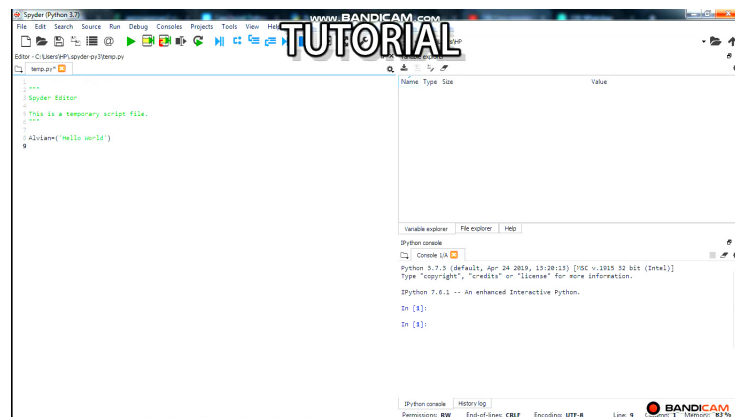 Spyder (Python 3.7)
WWW.BANDICAM.COM
File Edit Search Source Run Debug Consoles Projects Tools View Help
TUTORIAL
Editor - C:\Users\HP\.spyder-py3\temp.py
Variable explorer
temp.py*
Name Type Size Value
1
2 """
3 Spyder Editor
4
5 This is a temporary script file.
6 """
7
8 Alvian=('Hello World')
9
Variable explorer File explorer Help
IPython console
Console 1/A
Python 3.7.3 (default, Apr 24 2019, 13:20:13) [MSC v.1915 32 bit (Intel)]
Type "copyright", "credits" or "license" for more information.
IPython 7.6.1 -- An enhanced Interactive Python.
In [1]:
In [1]:
IPython console History log
BANDICAM
Permissions: RW End-of-lines: CRLF Encoding: UTF-8 Line: 9 Column: 1 Memory: 83 %